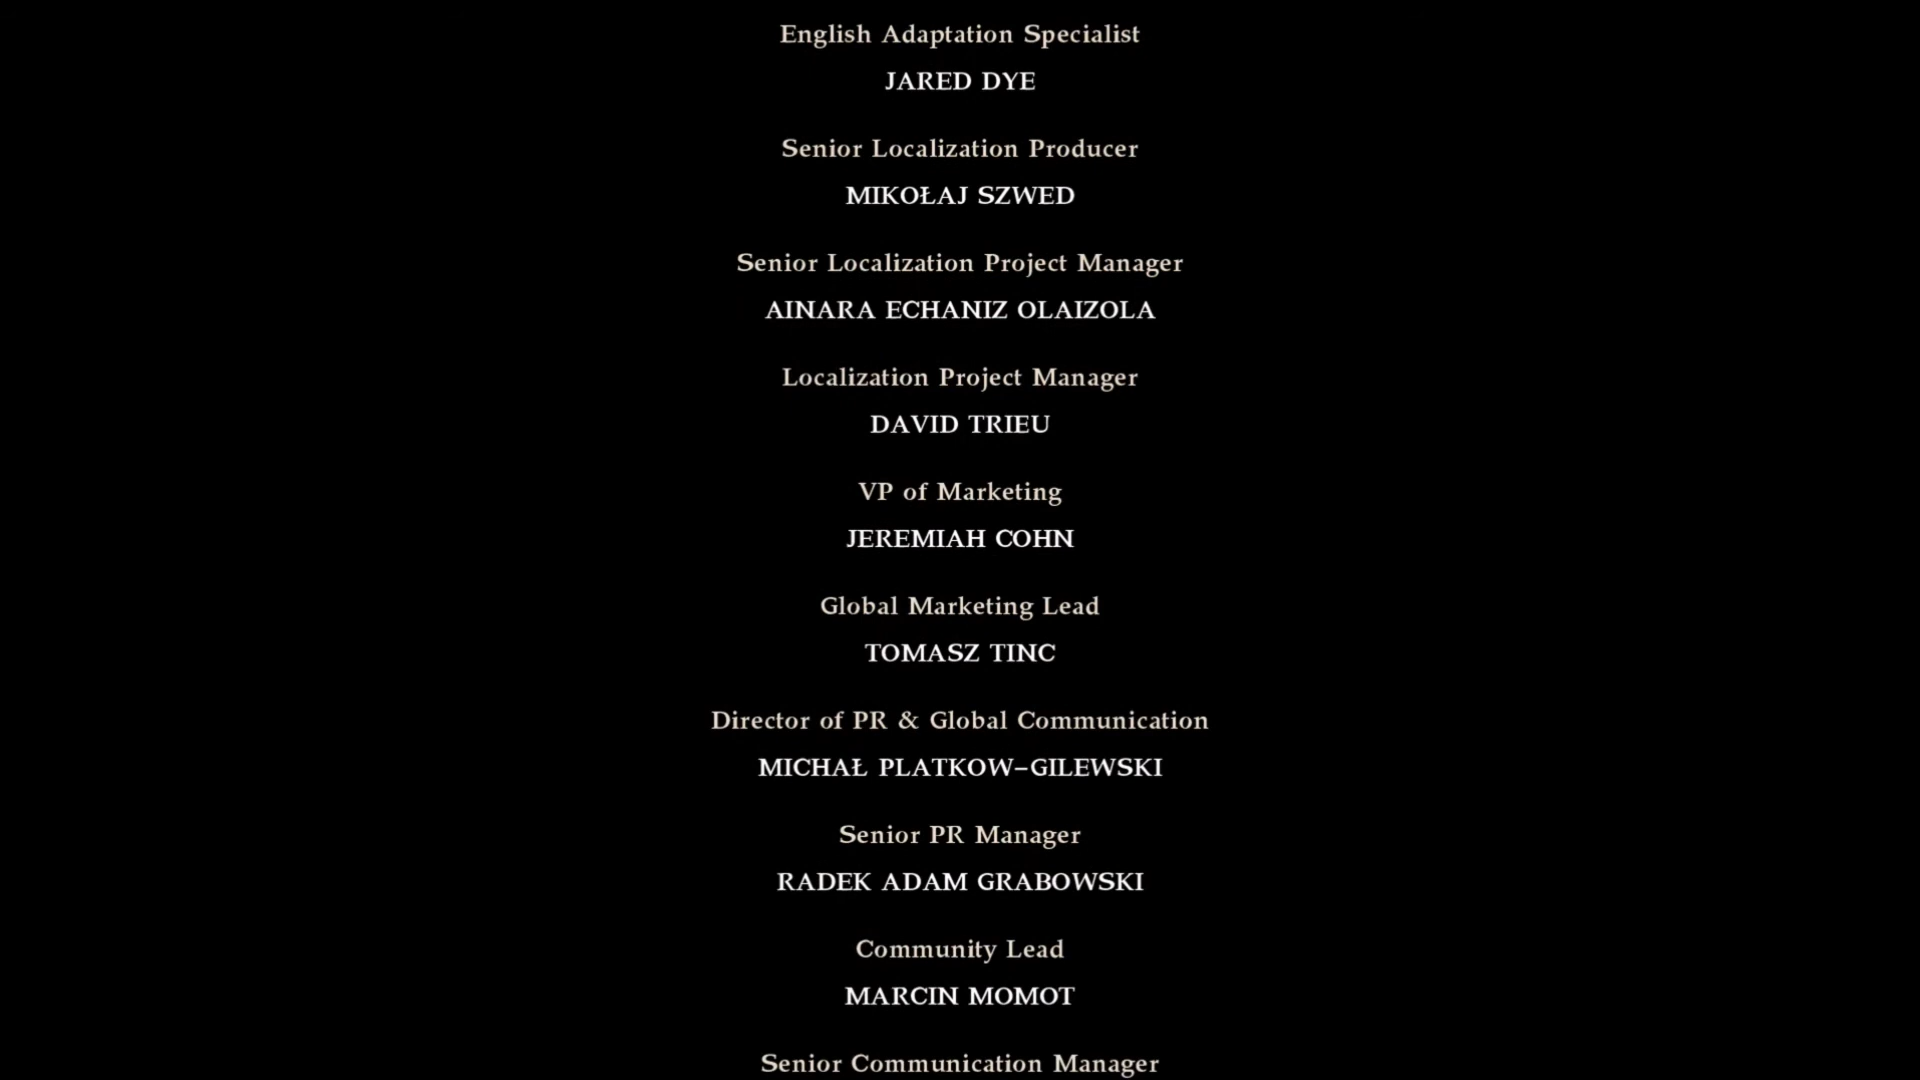 English Adaptation Specialist
JARED DYE
Senior Localization Producer
MIKOŁAJ SZWED
Senior Localization Project Manager
AINARA ECHANIZ OLAIZOLA
Localization Project Manager
DAVID TRIEU
VP of Marketing
JEREMIAH COHN
Global Marketing Lead
TOMASZ TINC
Director of PR & Global Communication
MICHAŁ PLATKOW–GILEWSKI
Senior PR Manager
RADEK ADAM GRABOWSKI
Community Lead
MARCIN MOMOT
Senior Communication Manager